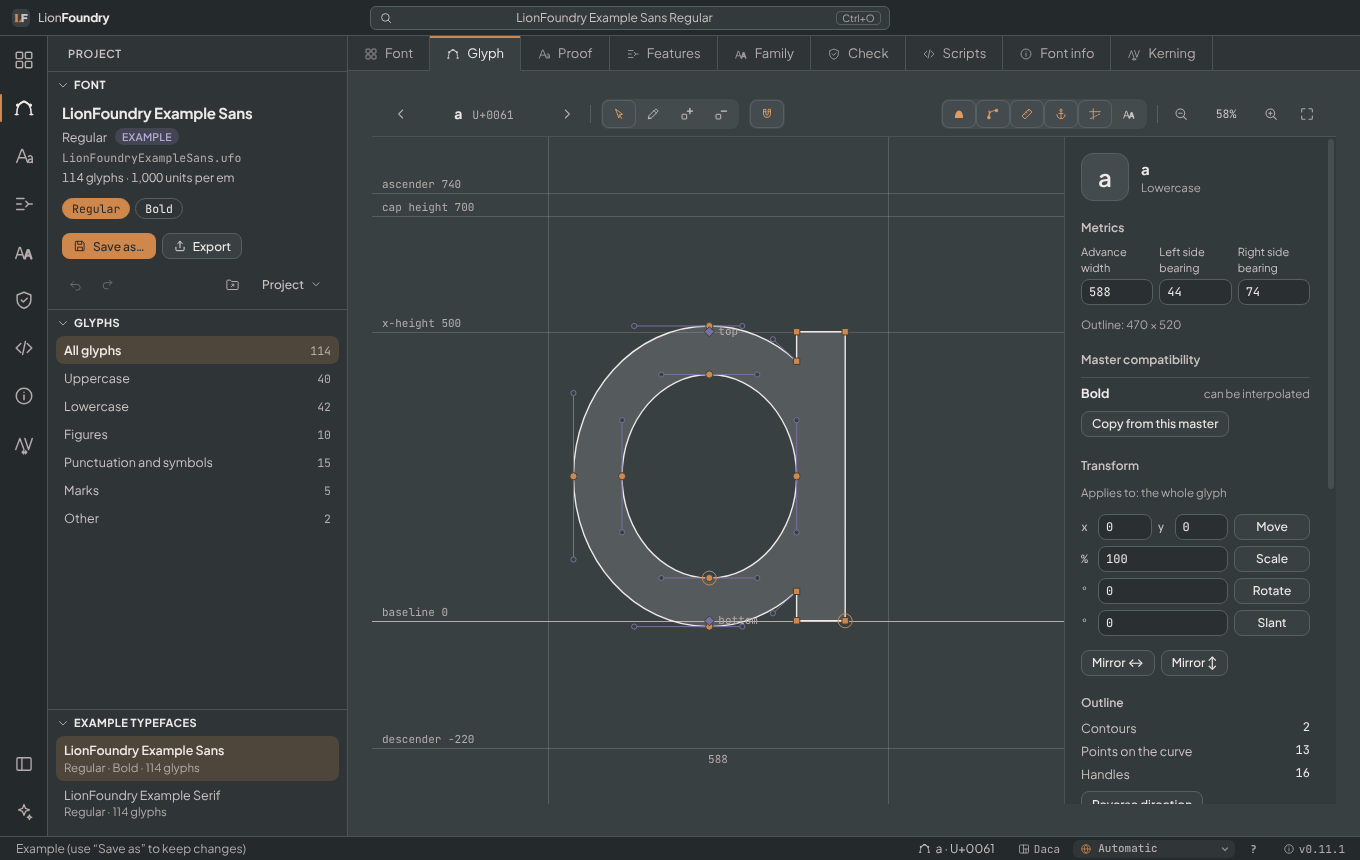 LF LionFoundry
LionFoundry Example Sans Regular
Ctrl+O
PROJECT
FONT
LionFoundry Example Sans
Regular EXAMPLE
LionFoundryExampleSans.ufo
114 glyphs · 1,000 units per em
Regular Bold
Save as... Export
Project
GLYPHS
All glyphs 114
Uppercase 40
Lowercase 42
Figures 10
Punctuation and symbols 15
Marks 5
Other 2
EXAMPLE TYPEFACES
LionFoundry Example Sans
Regular · Bold · 114 glyphs
LionFoundry Example Serif
Regular · 114 glyphs
Font Glyph Proof Features Family Check Scripts Font info Kerning
a U+0061
58%
ascender 740
cap height 700
x-height 500
top
baseline 0
bottom
descender -220
588
a
a
Lowercase
Metrics
Advance width
Left side bearing
Right side bearing
588 44 74
Outline: 470 × 520
Master compatibility
Bold can be interpolated
Copy from this master
Transform
Applies to: the whole glyph
x 0 y 0 Move
% 100 Scale
° 0 Rotate
° 0 Slant
Mirror ↔ Mirror ↕
Outline
Contours 2
Points on the curve 13
Handles 16
Reverse direction
Example (use “Save as” to keep changes)
a · U+0061
Daca
Automatic
?
v0.11.1